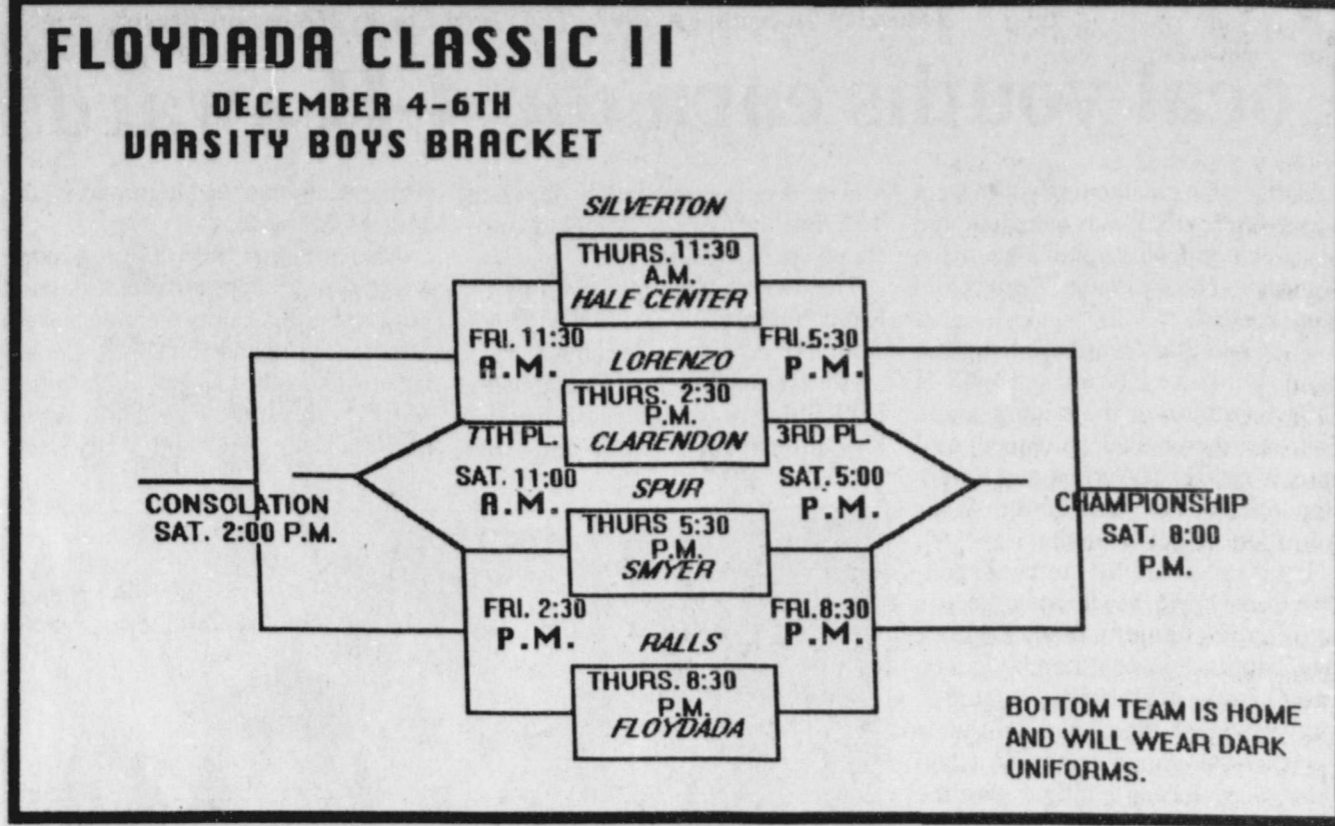 FLOYDADA CLASSIC II
DECEMBER 4-6TH
VARSITY BOYS BRACKET
SILVERTON
THURS. 11:30
A.M.
HALE CENTER
FRI. 11:30
A.M.
FRI. 5:30
P.M.
LORENZO
THURS. 2:30
P.M.
CLARENDON
7TH PL.
SAT. 11:00
A.M.
3RD PL.
SAT. 5:00
P.M.
SPUR
THURS 5:30
P.M.
SMYER
CONSOLATION
SAT. 2:00 P.M.
CHAMPIONSHIP
SAT. 8:00
P.M.
FRI. 2:30
P.M.
FRI. 8:30
P.M.
RALLS
THURS. 8:30
P.M.
FLOYDADA
BOTTOM TEAM IS HOME
AND WILL WEAR DARK
UNIFORMS.